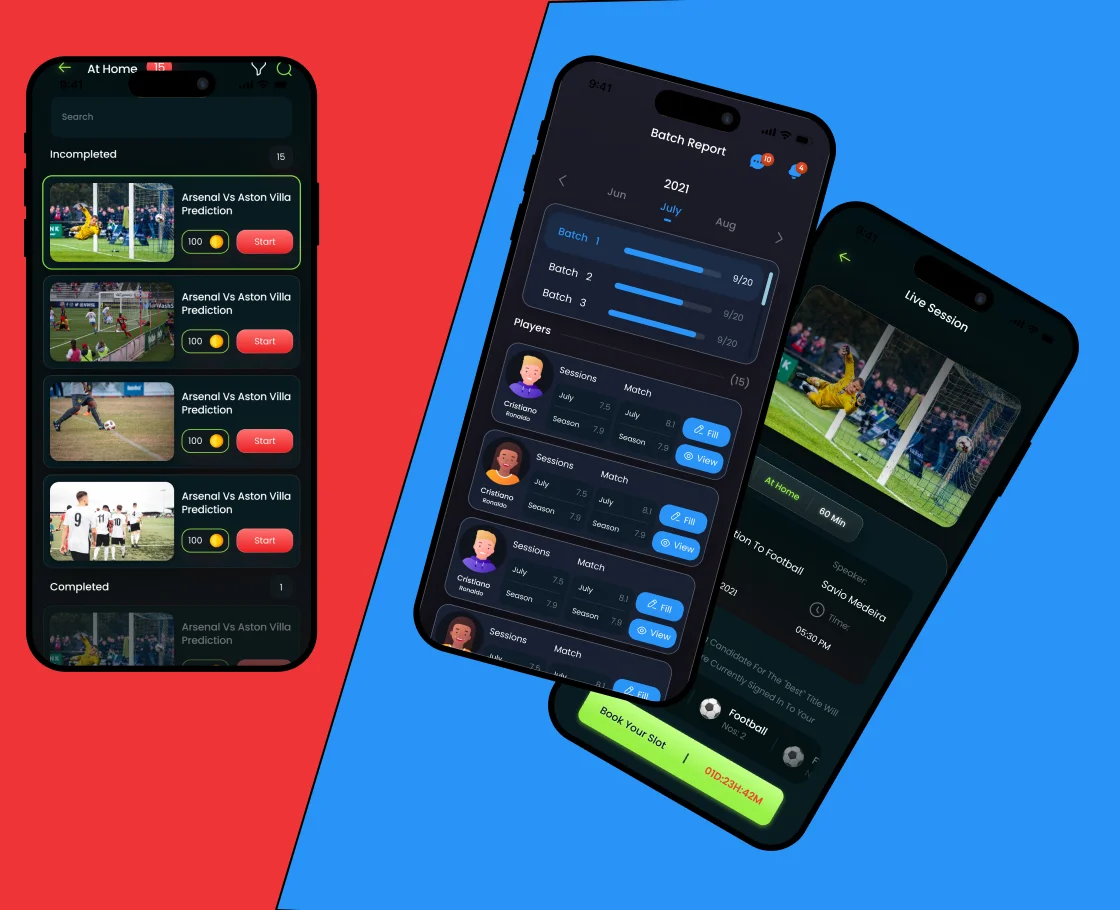 At Home 15
9:41
Search
Incompleted 15
Arsenal Vs Aston Villa
Prediction
100 Start
Arsenal Vs Aston Villa
Prediction
100 Start
Arsenal Vs Aston Villa
Prediction
100 Start
Arsenal Vs Aston Villa
Prediction
100 Start
Completed 1
Arsenal Vs Aston Villa
Prediction
9:41
Batch Report
10
4
2021
Jun July Aug
Batch 1 9/20
Batch 2 9/20
Batch 3 9/20
Players (15)
Sessions Match
July 7.5 July 8.1
Season 7.9 Season 7.9
Cristiano
Ronaldo
Fill
View
Sessions Match
July 7.5 July 8.1
Season 7.9 Season 7.9
Cristiano
Ronaldo
Fill
View
Sessions Match
July 7.5 July 8.1
Season 7.9 Season 7.9
Cristiano
Ronaldo
Fill
View
Sessions Match
July 7.5 July 8.1
Fill
9:41
Live Session
At Home 60 Min
tion To Football
2021
Speaker:
Savio Medeira
Time:
05:30 PM
Candidate For The "Best" Title Will
re Currently Signed In To Your
Football
Nos: 2
F
Book Your Slot | 01D:23H:42M